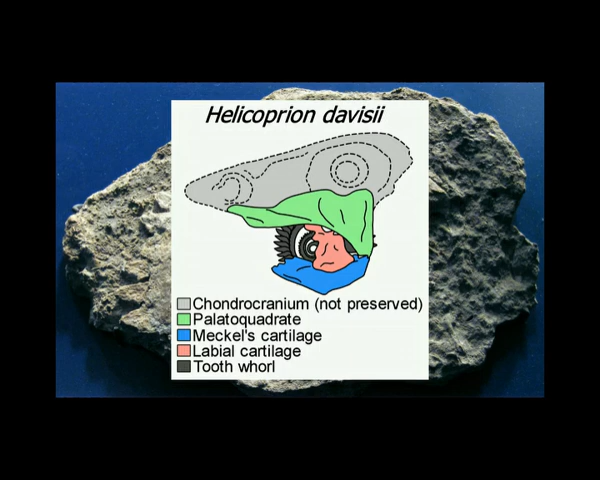 Helicoprion davisii
Chondrocranium (not preserved)
Palatoquadrate
Meckel's cartilage
Labial cartilage
Tooth whorl